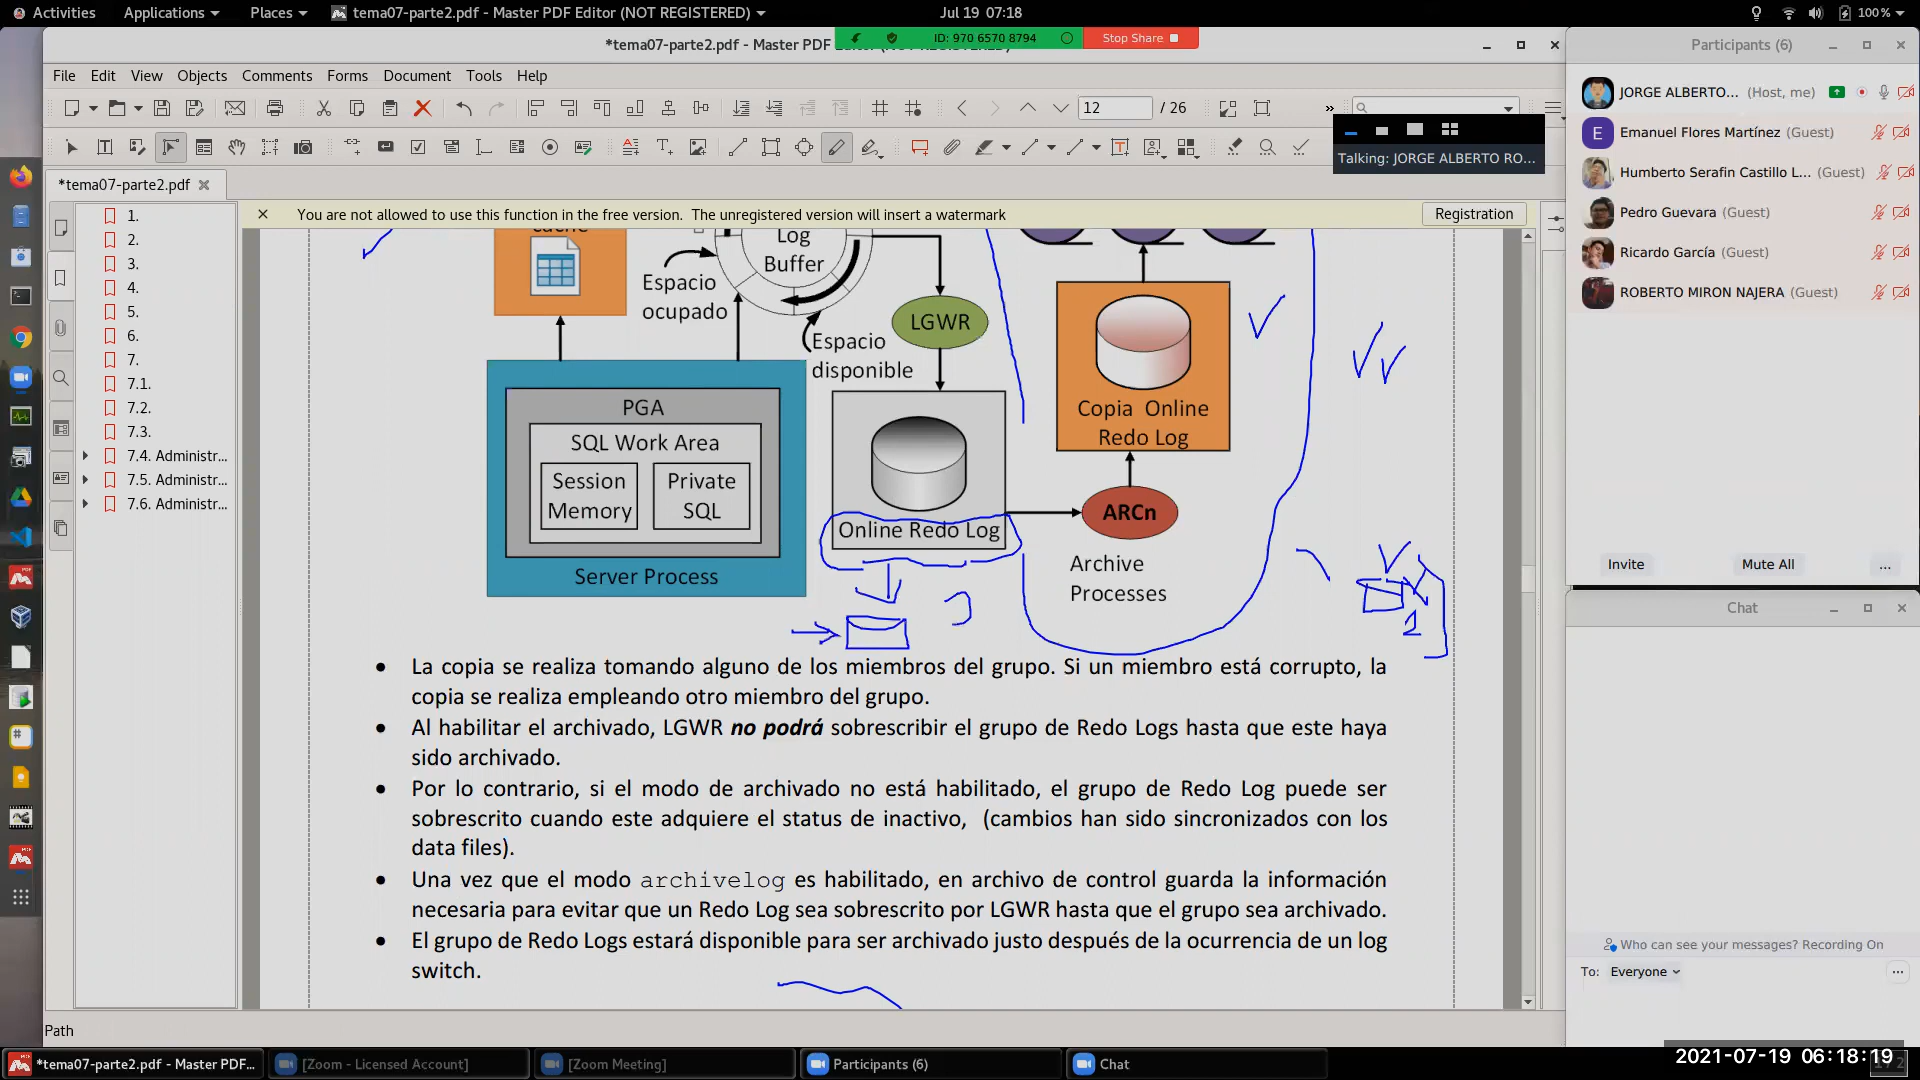 Activities Applications Places tema07-parte2.pdf - Master PDF Editor (NOT REGISTERED) Jul 19 07:18 100%
*tema07-parte2.pdf - Master PDF
ID: 970 6570 8794 Stop Share
File Edit View Objects Comments Forms Document Tools Help
12 / 26
Talking: JORGE ALBERTO RO...
*tema07-parte2.pdf
You are not allowed to use this function in the free version. The unregistered version will insert a watermark
Registration
1.
2.
3.
4.
5.
6.
7.
7.1.
7.2.
7.3.
7.4. Administr...
7.5. Administr...
7.6. Administr...
cache
Log
Buffer
Espacio
ocupado
LGWR
Espacio
disponible
Copia Online
Redo Log
PGA
SQL Work Area
Session
Memory
Private
SQL
Server Process
Online Redo Log
ARCn
Archive
Processes
• La copia se realiza tomando alguno de los miembros del grupo. Si un miembro está corrupto, la
copia se realiza empleando otro miembro del grupo.
• Al habilitar el archivado, LGWR no podrá sobrescribir el grupo de Redo Logs hasta que este haya
sido archivado.
• Por lo contrario, si el modo de archivado no está habilitado, el grupo de Redo Log puede ser
sobrescrito cuando este adquiere el status de inactivo, (cambios han sido sincronizados con los
data files).
• Una vez que el modo archivelog es habilitado, en archivo de control guarda la información
necesaria para evitar que un Redo Log sea sobrescrito por LGWR hasta que el grupo sea archivado.
• El grupo de Redo Logs estará disponible para ser archivado justo después de la ocurrencia de un log
switch.
Path
Participants (6)
JORGE ALBERTO... (Host, me)
E Emanuel Flores Martínez (Guest)
Humberto Serafin Castillo L... (Guest)
Pedro Guevara (Guest)
Ricardo García (Guest)
ROBERTO MIRON NAJERA (Guest)
Invite Mute All ...
Chat
Who can see your messages? Recording On
To: Everyone
*tema07-parte2.pdf - Master PDF... [Zoom - Licensed Account] [Zoom Meeting] Participants (6) Chat
2021-07-19 06:18:19